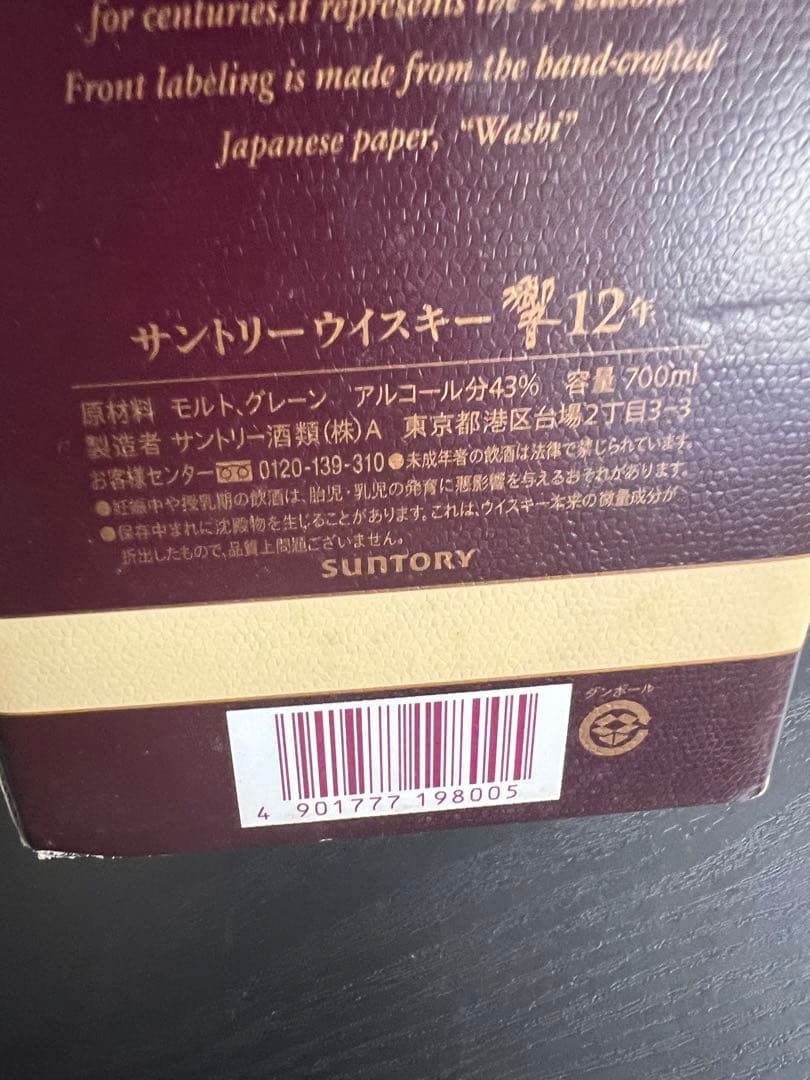 for centuries, it represents the 24 seasons.
Front labeling is made from the hand-crafted
Japanese paper, “Washi”
サントリーウイスキー 響 12年
原材料 モルト、グレーン アルコール分43% 容量 700ml
製造者 サントリー酒類(株)A 東京都港区台場2丁目3-3
お客様センター 0120-139-310 ●未成年者の飲酒は法律で禁じられています。
●妊娠中や授乳期の飲酒は、胎児・乳児の発育に悪影響を与えるおそれがあります。
●保存中まれに沈殿物を生じることがあります。これは、ウイスキー本来の微量成分が
折出したもので、品質上問題ございません。
SUNTORY
ダンボール
4 901777 198005